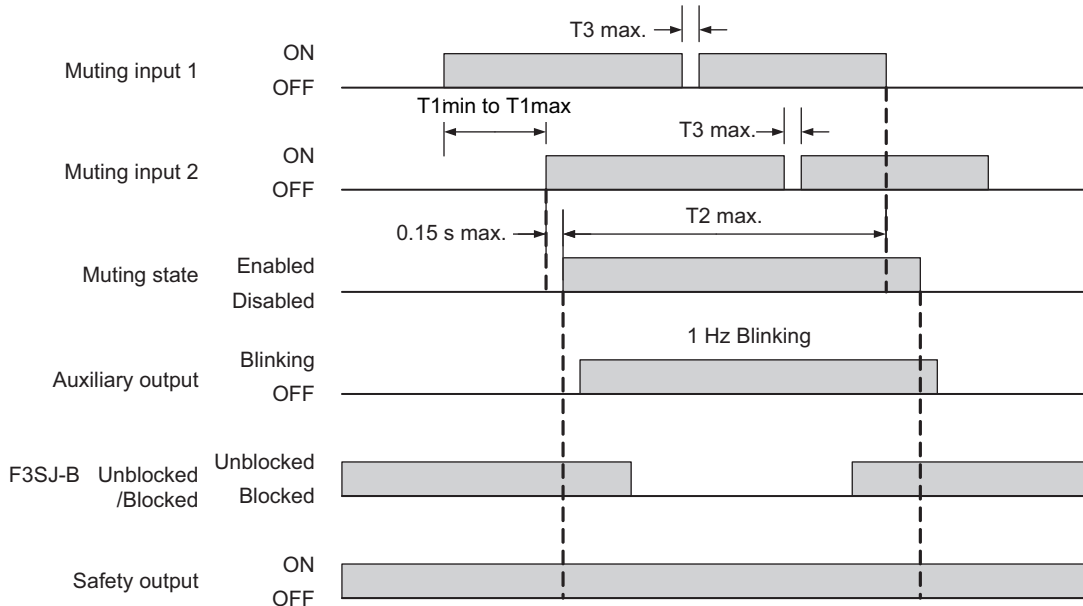 T3 max.
Muting input 1
ON
OFF
T1min to T1max
T3 max.
Muting input 2
ON
OFF
T2 max.
0.15 s max.
Muting state
Enabled
Disabled
1 Hz Blinking
Auxiliary output
Blinking
OFF
F3SJ-B Unblocked
/Blocked
Unblocked
Blocked
Safety output
ON
OFF